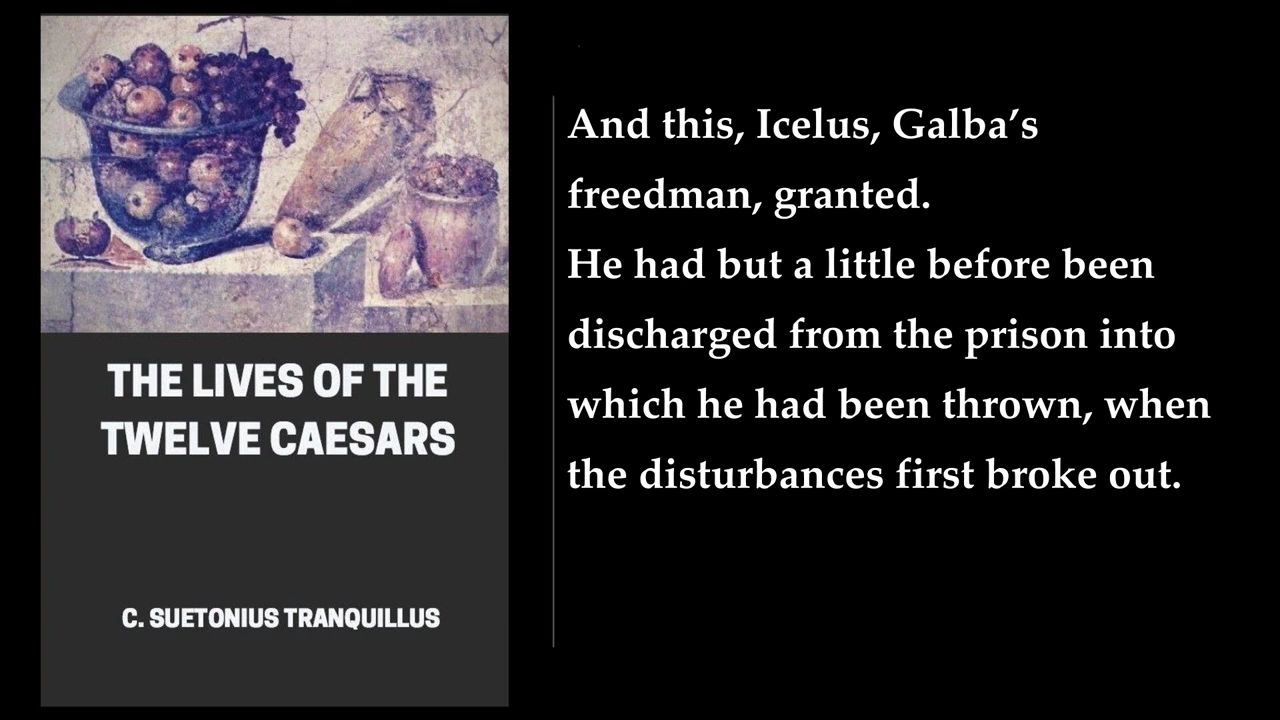 THE LIVES OF THE
TWELVE CAESARS
C. SUETONIUS TRANQUILLUS
And this, Icelus, Galba’s
freedman, granted.
He had but a little before been
discharged from the prison into
which he had been thrown, when
the disturbances first broke out.